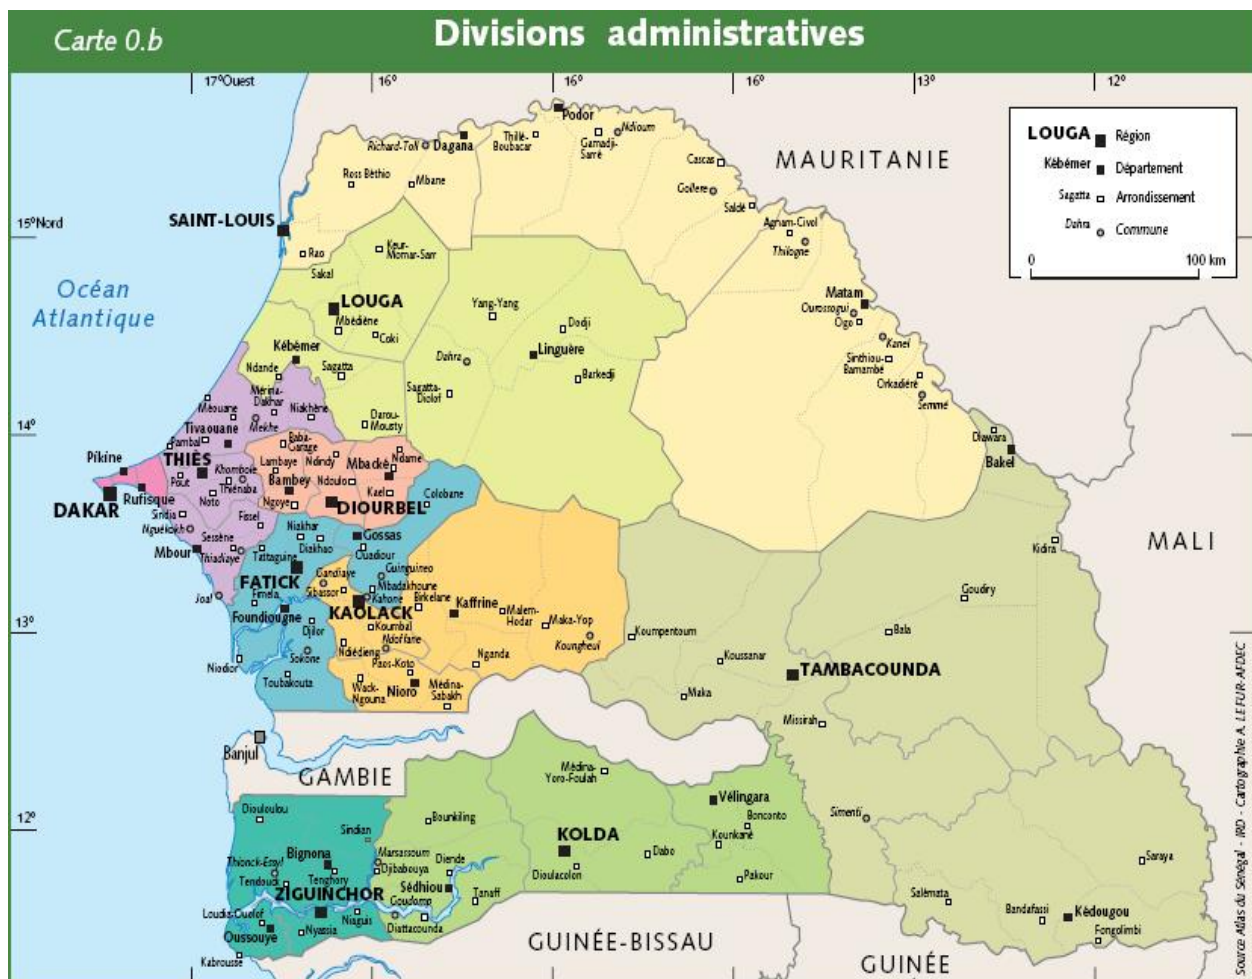 Carte 0.b
Divisions administratives
17°Ouest
16°
16°
16°
13°
12°
LOUGA
Région
Kébémer
Département
Sagatta
Arrondissement
Dahra
Commune
0
100 km
MAURITANIE
Podor
Ndioum
Richard-Toll
Dagana
Thillé-
Boubacar
Gamadji-
Sarré
Cascas
Ross Béthio
Mbane
Gollere
Saldé
15°Nord
SAINT-LOUIS
Agnam-Civol
Thilogne
Rao
Keur-
Momar-Sarr
Sakal
Océan
Atlantique
LOUGA
Mbédiène
Coki
Yang-Yang
Dodji
Matam
Ourossogui
Ogo
Kanel
Kébémer
Dahra
Linguère
Sinthiou-
Bamambé
Ndande
Sagatta
Barkedji
Orkadiéré
Mérina-
Dakhar
Sagatta-
Diolof
Semmé
Méouane
Niakhène
Mekhe
Darou-
Mousty
14°
Tivaouane
Pambal
Baba-
Garage
Diawara
Bakel
Pikine
THIÈS
Khombole
Lambaye
Ndindy
Mbacké
Ndame
Pout
Thiénaba
Bambey
Ndoulo
Kael
Colobane
DAKAR
Rufisque
Noto
Ngoye
DIOURBEL
Sindia
Nguékokh
Fissel
Niakhar
Gossas
Sessène
Diakhao
Ouadiour
Kidira
MALI
Mbour
Thiadiaye
Tattaguine
Guinguineo
Gandiaye
Mbadakhoune
Goudiry
FATICK
Sibassor
Kahone
Birkelane
Joal
Fimela
KAOLACK
Kaffrine
Malem-
Hodar
Maka-Yop
Foundiougne
Djilor
Koumbal
Ndoffane
Koungheul
Koumpentoum
Bala
13°
Sokone
Ndiédieng
Paos-Koto
Nganda
Koussanar
Niodior
Toubakouta
Wack-
Ngouna
Nioro
Médina-
Sabakh
TAMBACOUNDA
Maka
Missirah
Banjul
GAMBIE
Médina-
Yoro-Foulah
Diouloulou
Vélingara
Bounkiling
Bonconto
Simenti
12°
Sindian
KOLDA
Kounkané
Bignona
Marsassoum
Djibabouya
Diende
Dabo
Saraya
Thionck-Essyl
Tendouck
Tenghory
Sédhiou
Dioulacolon
Pakour
ZIGUINCHOR
Goudomp
Tanaff
Salémata
Loudia-Ouolof
Niaguis
Diattacounda
Bandafassi
Kédougou
Oussouye
Nyassia
Fongolimbi
Kabrousse
GUINÉE-BISSAU
GUINÉE
Source Atlas du Sénégal - IRD - Cartographie A. LE FUR-AFDEC